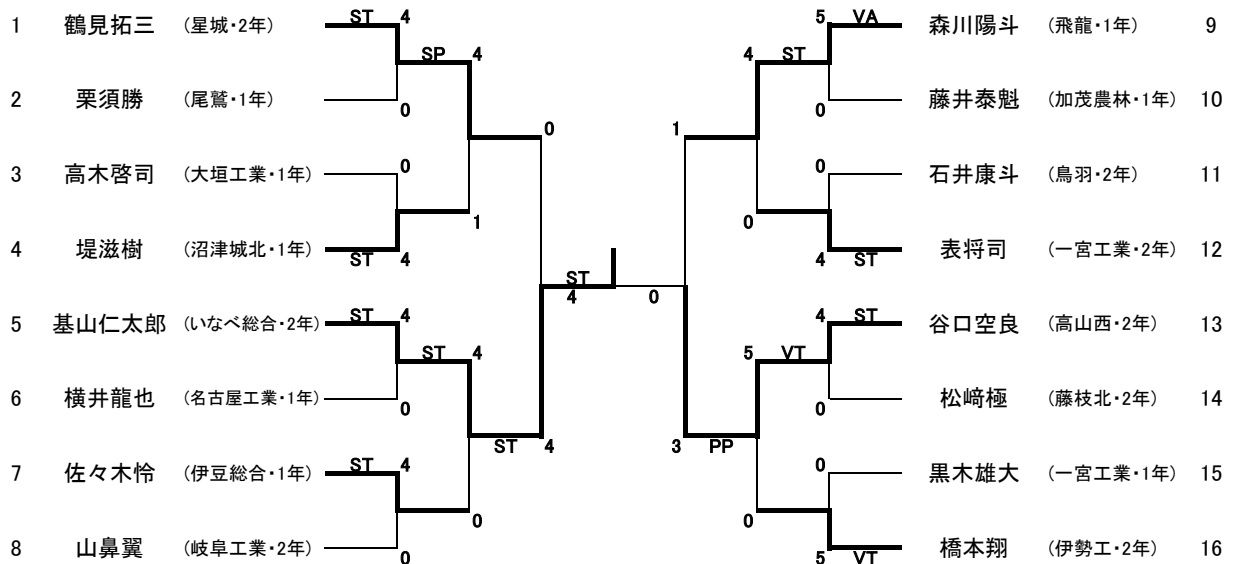 ST 4 5 VA
1 鶴見拓三 (星城・2年) 森川陽斗 (飛龍・1年) 9
SP 4 4 ST
2 栗須勝 (尾鷲・1年) 藤井泰魁 (加茂農林・1年) 10
0 0
0 1
0 0
3 高木啓司 (大垣工業・1年) 石井康斗 (鳥羽・2年) 11
1 0
4 堤滋樹 (沼津城北・1年) 表将司 (一宮工業・2年) 12
ST 4 4 ST
ST
4 0
4 4 ST
5 基山仁太郎 (いなべ総合・2年) 谷口空良 (高山西・2年) 13
ST
ST 4 5 VT
6 横井龍也 (名古屋工業・1年) 松﨑極 (藤枝北・2年) 14
0 0
ST 4 3 PP
ST 4 0
7 佐々木怜 (伊豆総合・1年) 黒木雄大 (一宮工業・1年) 15
0 0
8 山鼻翼 (岐阜工業・2年) 橋本翔 (伊勢工・2年) 16
0 5 VT